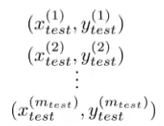 (x_{test}^{(1)}, y_{test}^{(1)})
(x_{test}^{(2)}, y_{test}^{(2)})
⋮
(x_{test}^{(m_{test})}, y_{test}^{(m_{test})})